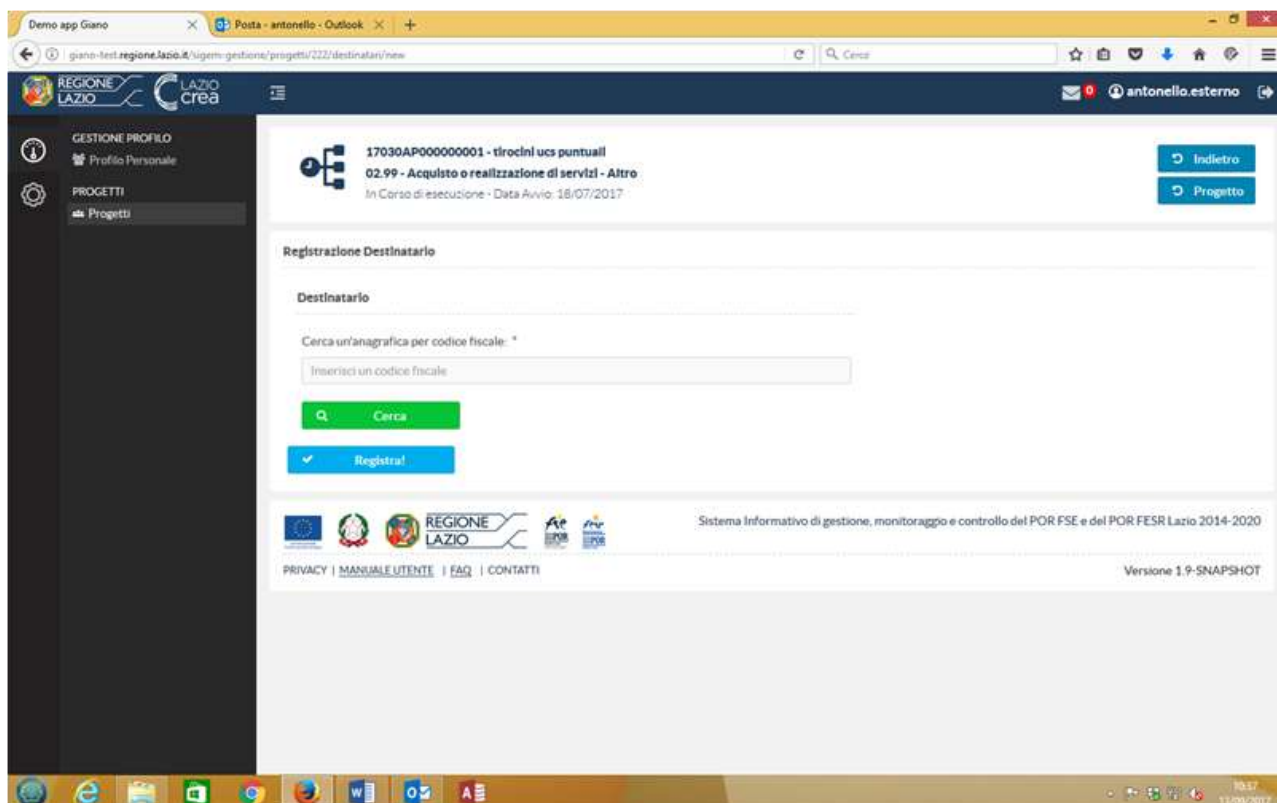 Demo app Giano
Posta - antonello - Outlook
giano-test.regione.lazio.it/sigem-gestione/progetti/222/destinatari/new
Cerca
REGIONE
LAZIO
LAZIO
crea
0
antonello.esterno
GESTIONE PROFILO
Profilo Personale
PROGETTI
Progetti
17030AP000000001 - tirocini ucs puntuali
02.99 - Acquisto o realizzazione di servizi - Altro
In Corso di esecuzione - Data Avvio: 18/07/2017
Indietro
Progetto
Registrazione Destinatario
Destinatario
Cerca un'anagrafica per codice fiscale: *
Inserisci un codice fiscale
Cerca
Registra!
REGIONE
LAZIO
Sistema Informativo di gestione, monitoraggio e controllo del POR FSE e del POR FESR Lazio 2014-2020
PRIVACY | MANUALE UTENTE | FAQ | CONTATTI
Versione 1.9-SNAPSHOT
10:57